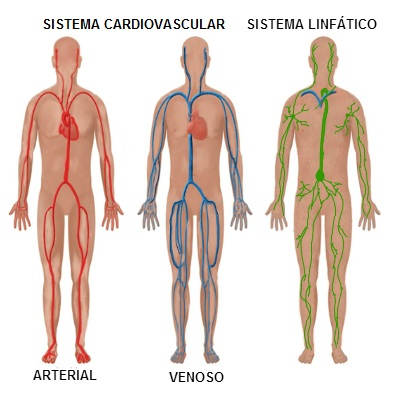 SISTEMA CARDIOVASCULAR
SISTEMA LINFÁTICO
ARTERIAL
VENOSO